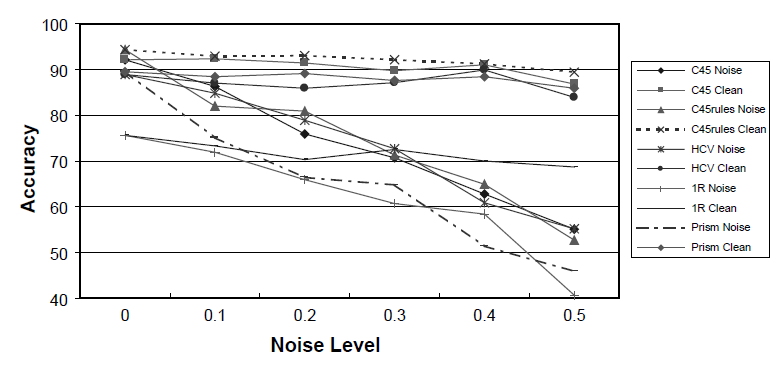 100
90
80
70
60
50
40
Accuracy
0 0.1 0.2 0.3 0.4 0.5
Noise Level
C45 Noise
C45 Clean
C45rules Noise
C45rules Clean
HCV Noise
HCV Clean
1R Noise
1R Clean
Prism Noise
Prism Clean